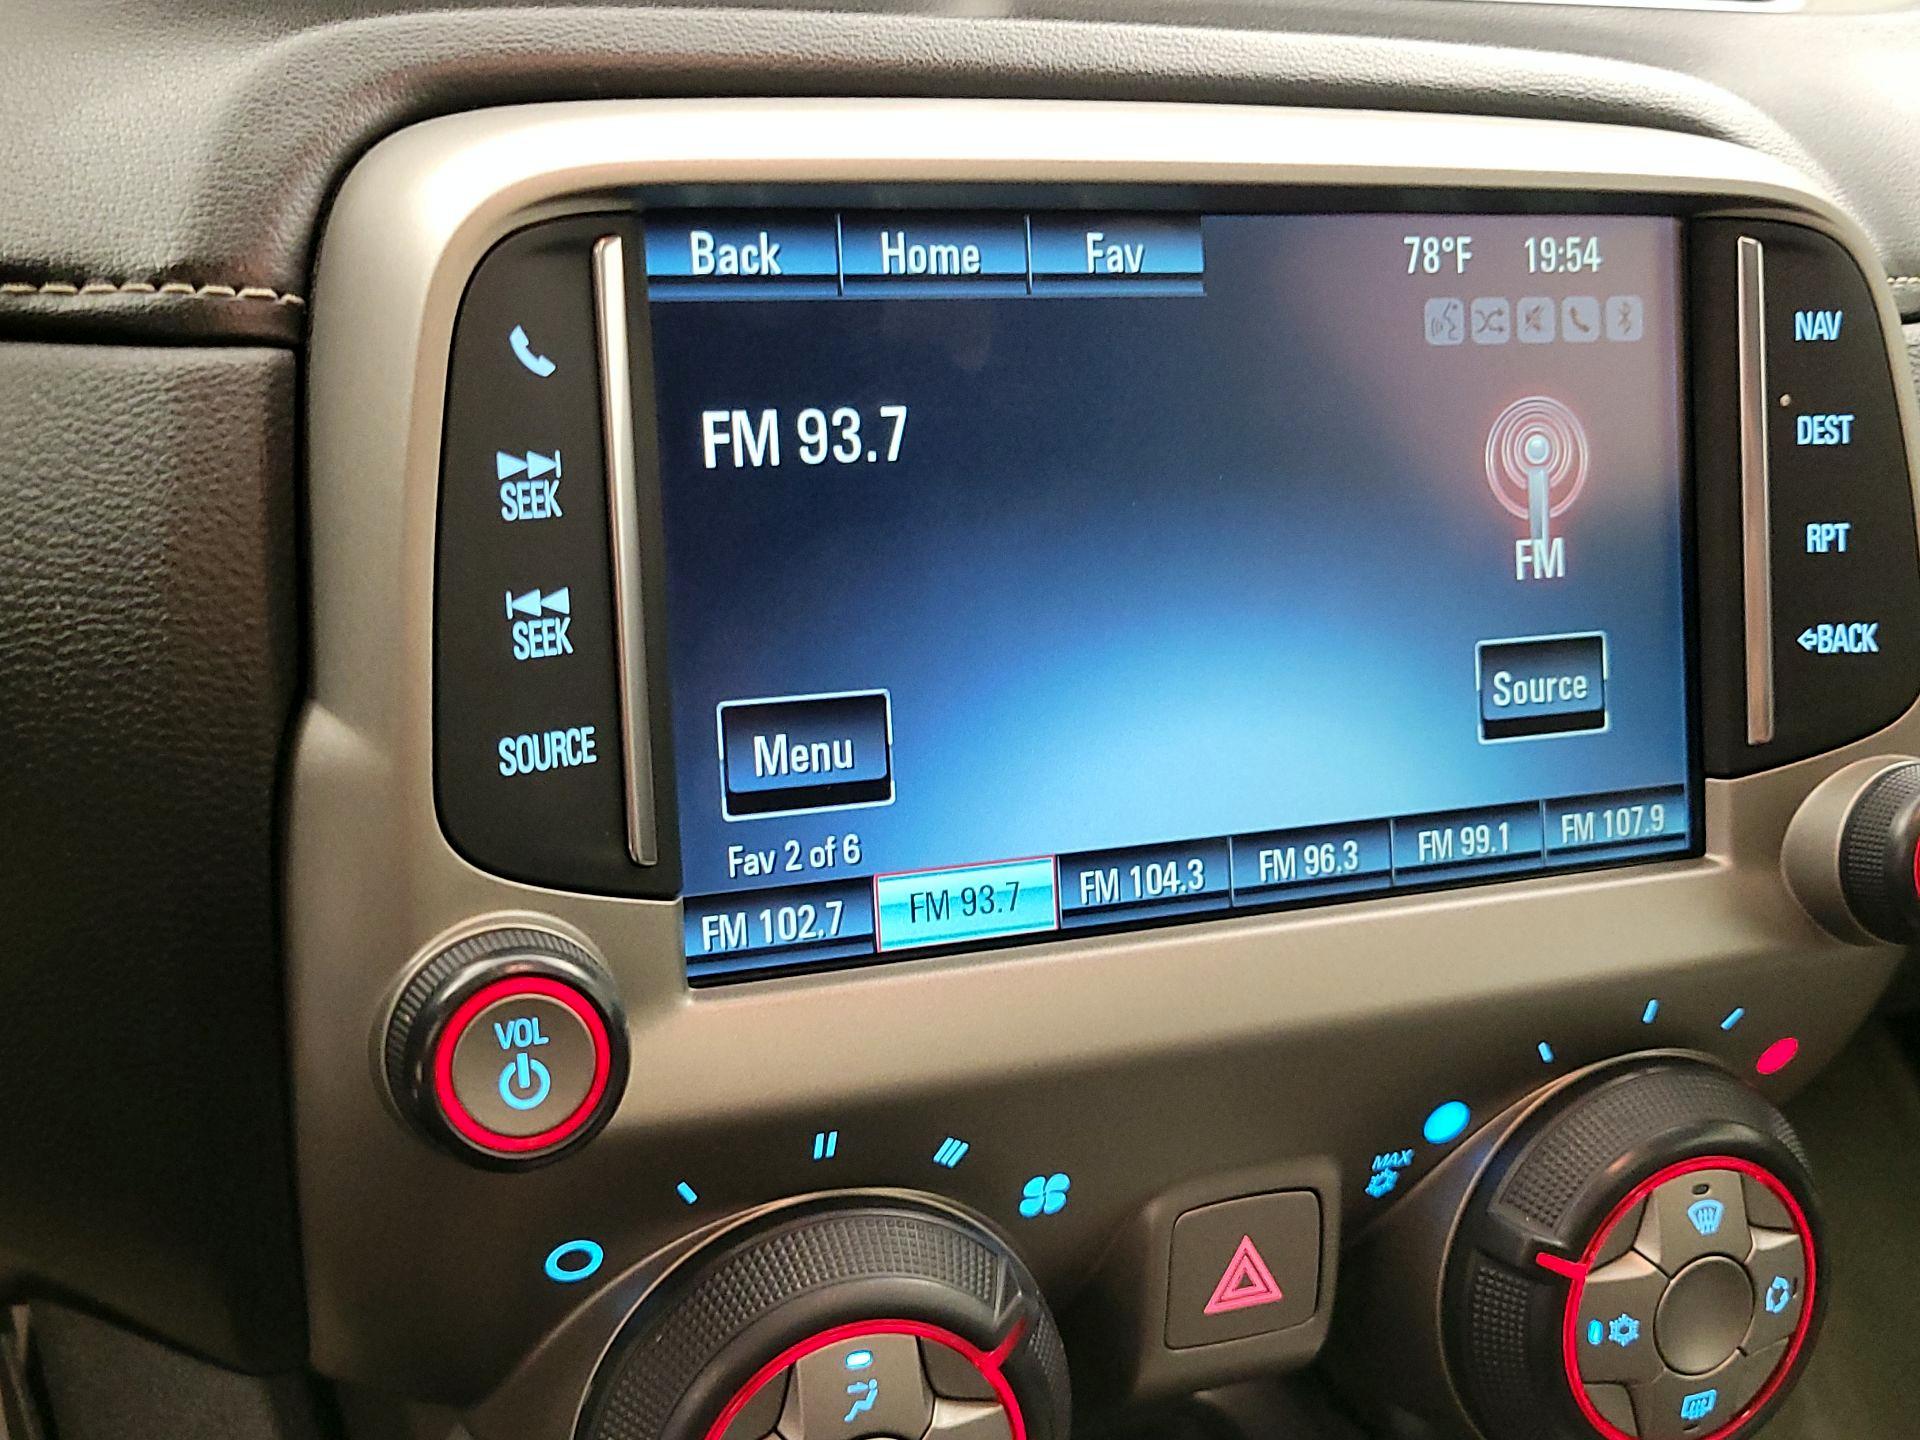 Back Home Fav 78°F 19:54
NAV
DEST
RPT
BACK
SEEK
SEEK
SOURCE
FM 93.7
FM
Menu
Source
Fav 2 of 6
FM 102.7 FM 93.7 FM 104.3 FM 96.3 FM 99.1 FM 107.9
VOL
MAX